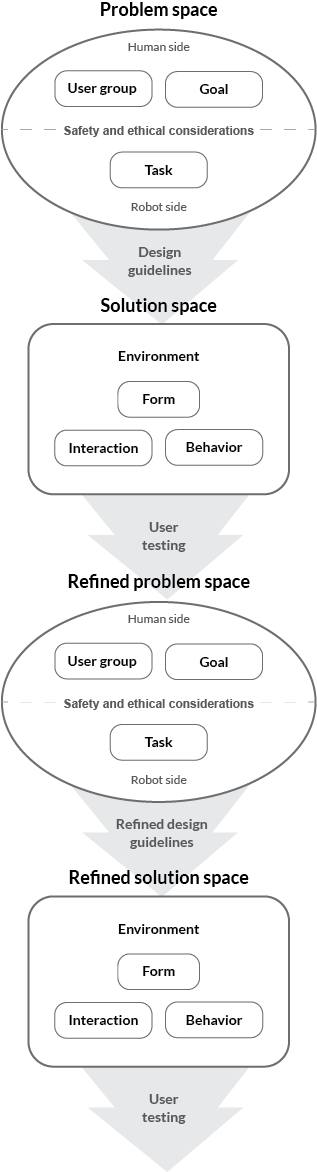 Problem space
Human side
User group
Goal
Safety and ethical considerations
Task
Robot side
Design
guidelines
Solution space
Environment
Form
Interaction
Behavior
User
testing
Refined problem space
Human side
User group
Goal
Safety and ethical considerations
Task
Robot side
Refined design
guidelines
Refined solution space
Environment
Form
Interaction
Behavior
User
testing